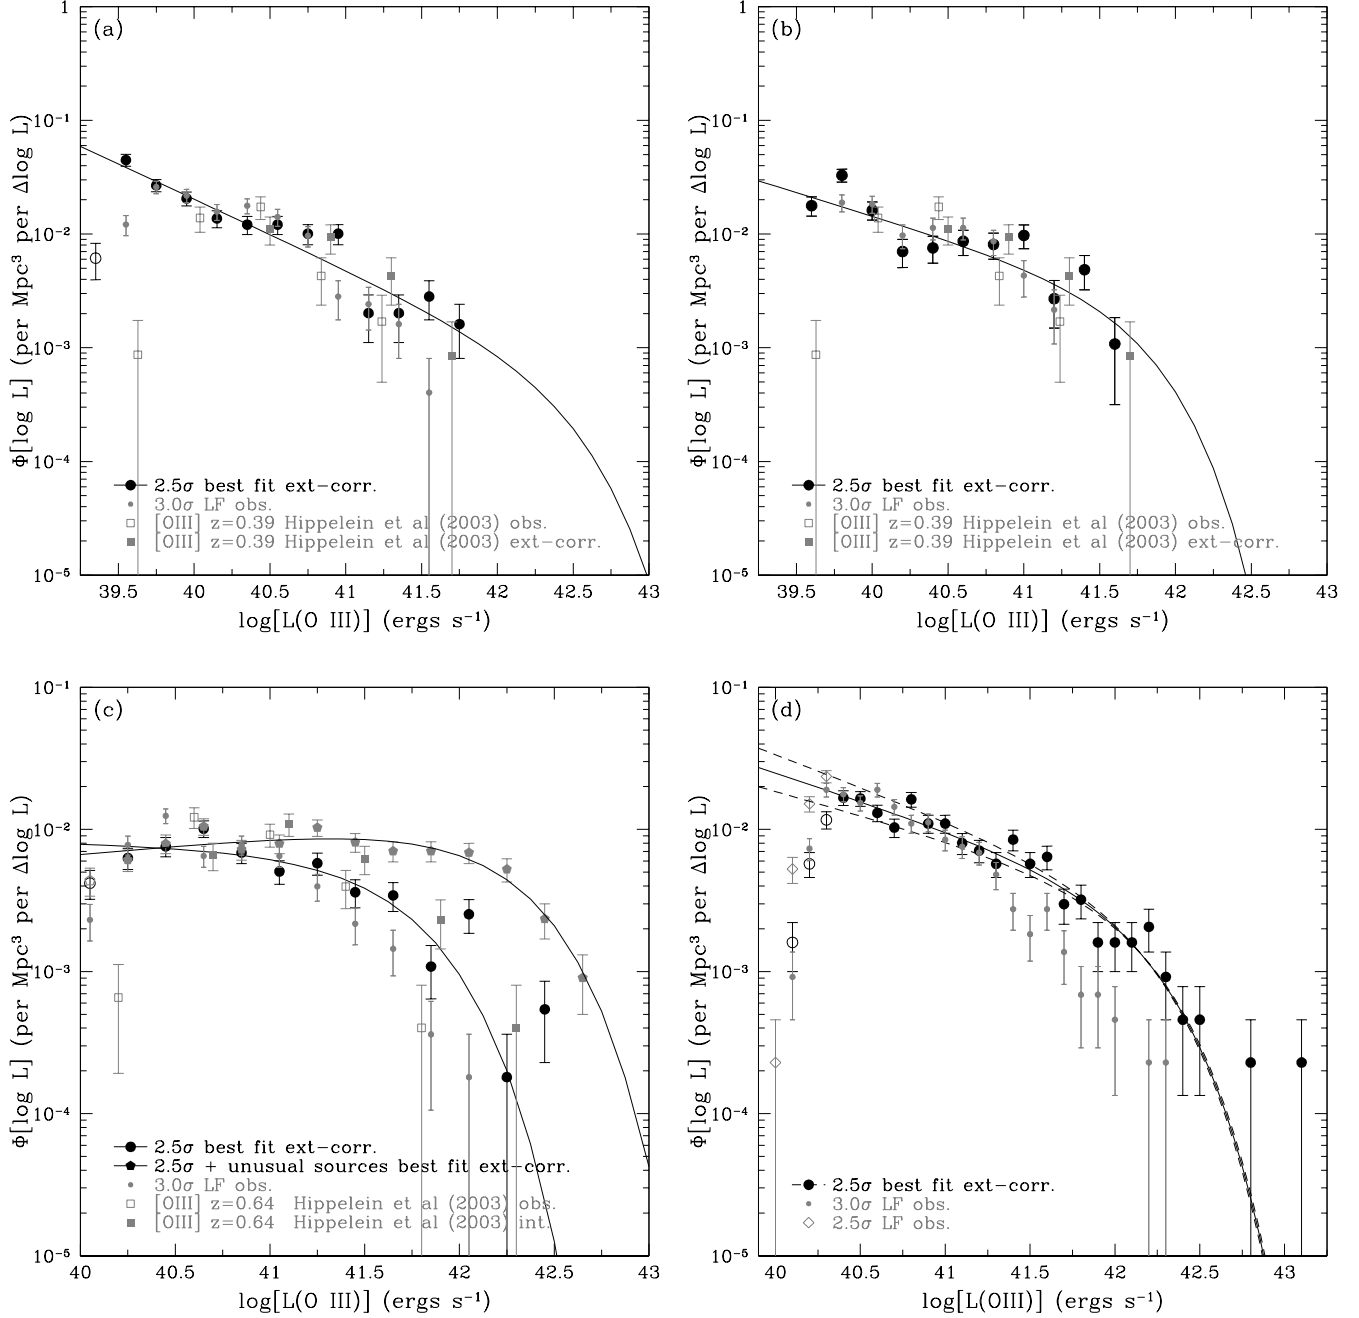 (a)
1
10⁻¹
10⁻²
10⁻³
10⁻⁴
10⁻⁵
Φ[log L] (per Mpc³ per Δlog L)
2.5σ best fit ext−corr.
3.0σ LF obs.
[OIII] z=0.39 Hippelein et al (2003) obs.
[OIII] z=0.39 Hippelein et al (2003) ext−corr.
39.5 40 40.5 41 41.5 42 42.5 43
log[L(O III)] (ergs s⁻¹)
(b)
1
10⁻¹
10⁻²
10⁻³
10⁻⁴
10⁻⁵
Φ[log L] (per Mpc³ per Δlog L)
2.5σ best fit ext−corr.
3.0σ LF obs.
[OIII] z=0.39 Hippelein et al (2003) obs.
[OIII] z=0.39 Hippelein et al (2003) ext−corr.
39.5 40 40.5 41 41.5 42 42.5 43
log[L(O III)] (ergs s⁻¹)
(c)
10⁻¹
10⁻²
10⁻³
10⁻⁴
10⁻⁵
Φ[log L] (per Mpc³ per Δlog L)
2.5σ best fit ext−corr.
2.5σ + unusual sources best fit ext−corr.
3.0σ LF obs.
[OIII] z=0.64 Hippelein et al (2003) obs.
[OIII] z=0.64 Hippelein et al (2003) int.
40 40.5 41 41.5 42 42.5 43
log[L(O III)] (ergs s⁻¹)
(d)
10⁻¹
10⁻²
10⁻³
10⁻⁴
10⁻⁵
Φ[log L] (per Mpc³ per Δlog L)
2.5σ best fit ext−corr.
3.0σ LF obs.
2.5σ LF obs.
40 40.5 41 41.5 42 42.5 43
log[L(OIII)] (ergs s⁻¹)